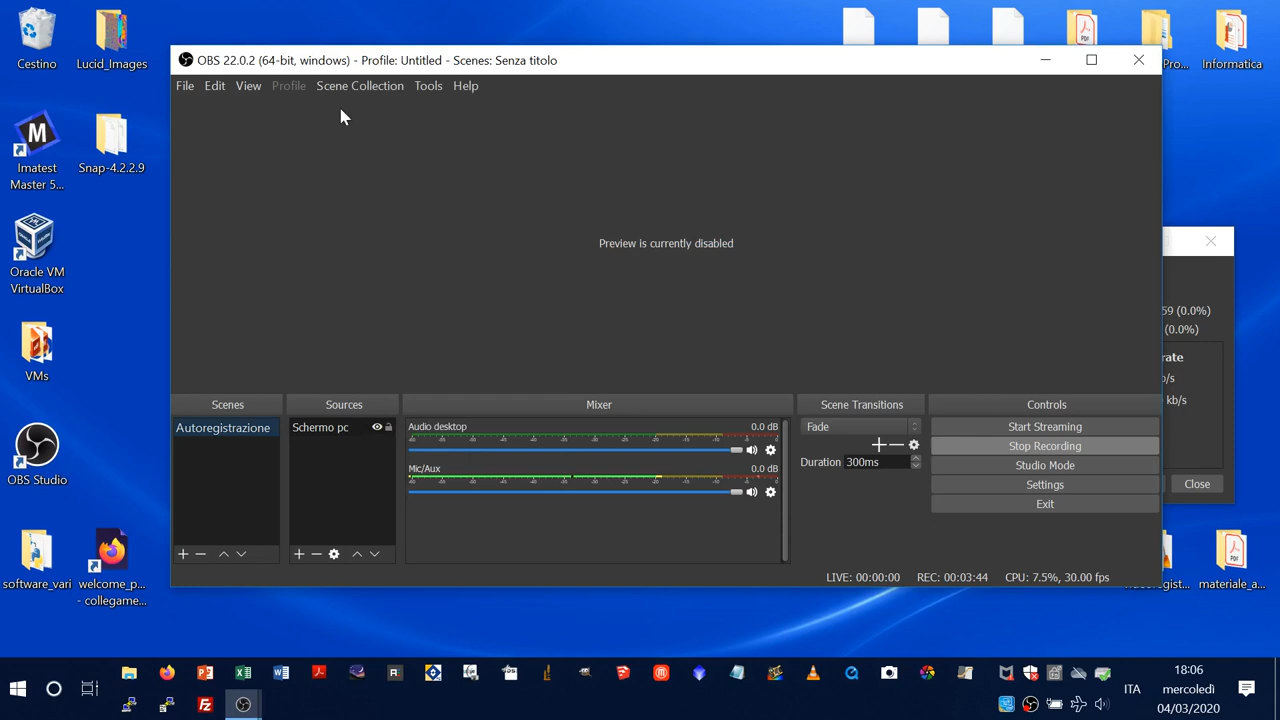 Cestino
Lucid_Images
Pro...
Informatica
OBS 22.0.2 (64-bit, windows) - Profile: Untitled - Scenes: Senza titolo
File Edit View Profile Scene Collection Tools Help
M
Imatest
Master 5...
Snap-4.2.2.9
Preview is currently disabled
Oracle VM
VirtualBox
VMs
OBS Studio
software_vari
welcome_p...
- collegame...
59 (0.0%)
(0.0%)
rate
b/s
kb/s
Close
materiale_a...
Scenes
Autoregistrazione
Sources
Schermo pc
Mixer
Audio desktop 0.0 dB
Mic/Aux 0.0 dB
Scene Transitions
Fade
Duration 300ms
Controls
Start Streaming
Stop Recording
Studio Mode
Settings
Exit
LIVE: 00:00:00 REC: 00:03:44 CPU: 7.5%, 30.00 fps
ITA
18:06
mercoledì
04/03/2020